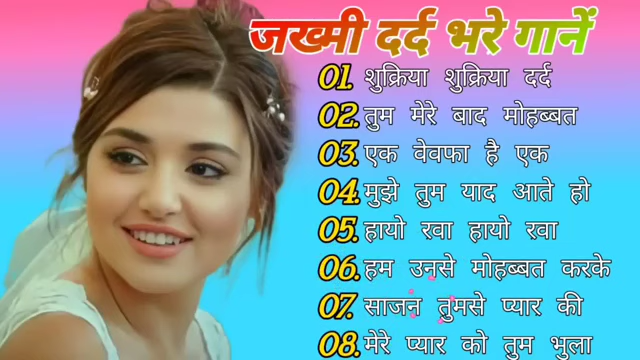 जख्मी दर्द भरे गानें
01. शुक्रिया शुक्रिया दर्द
02. तुम मेरे बाद मोहब्बत
03. एक वेवफा है एक
04. मुझे तुम याद आते हो
05. हायो रवा हायो रवा
06. हम उनसे मोहब्बत करके
07. साजन तुमसे प्यार की
08. मेरे प्यार को तुम भुला